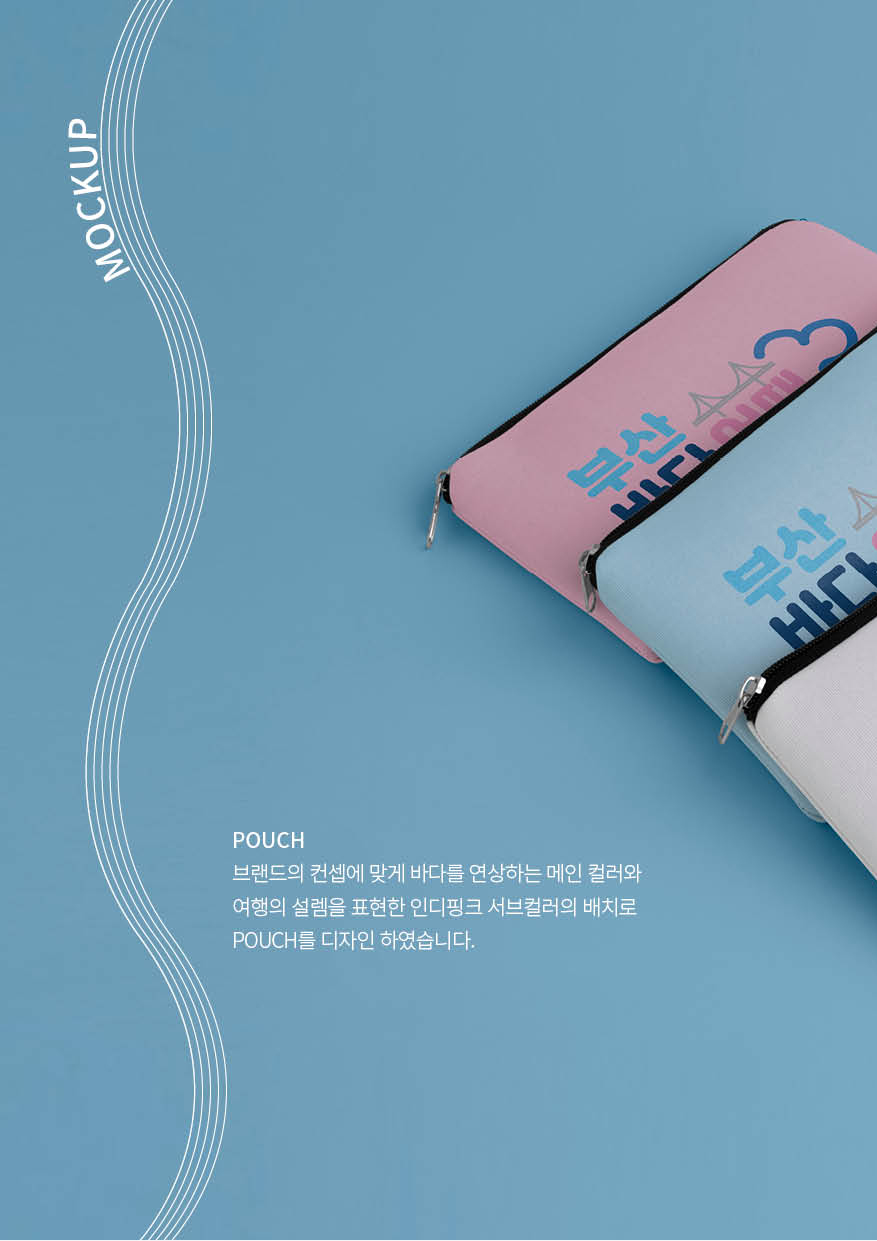 MOCKUP
부산
부산
바다
POUCH
브랜드의 컨셉에 맞게 바다를 연상하는 메인 컬러와
여행의 설렘을 표현한 인디핑크 서브컬러의 배치로
POUCH를 디자인 하였습니다.